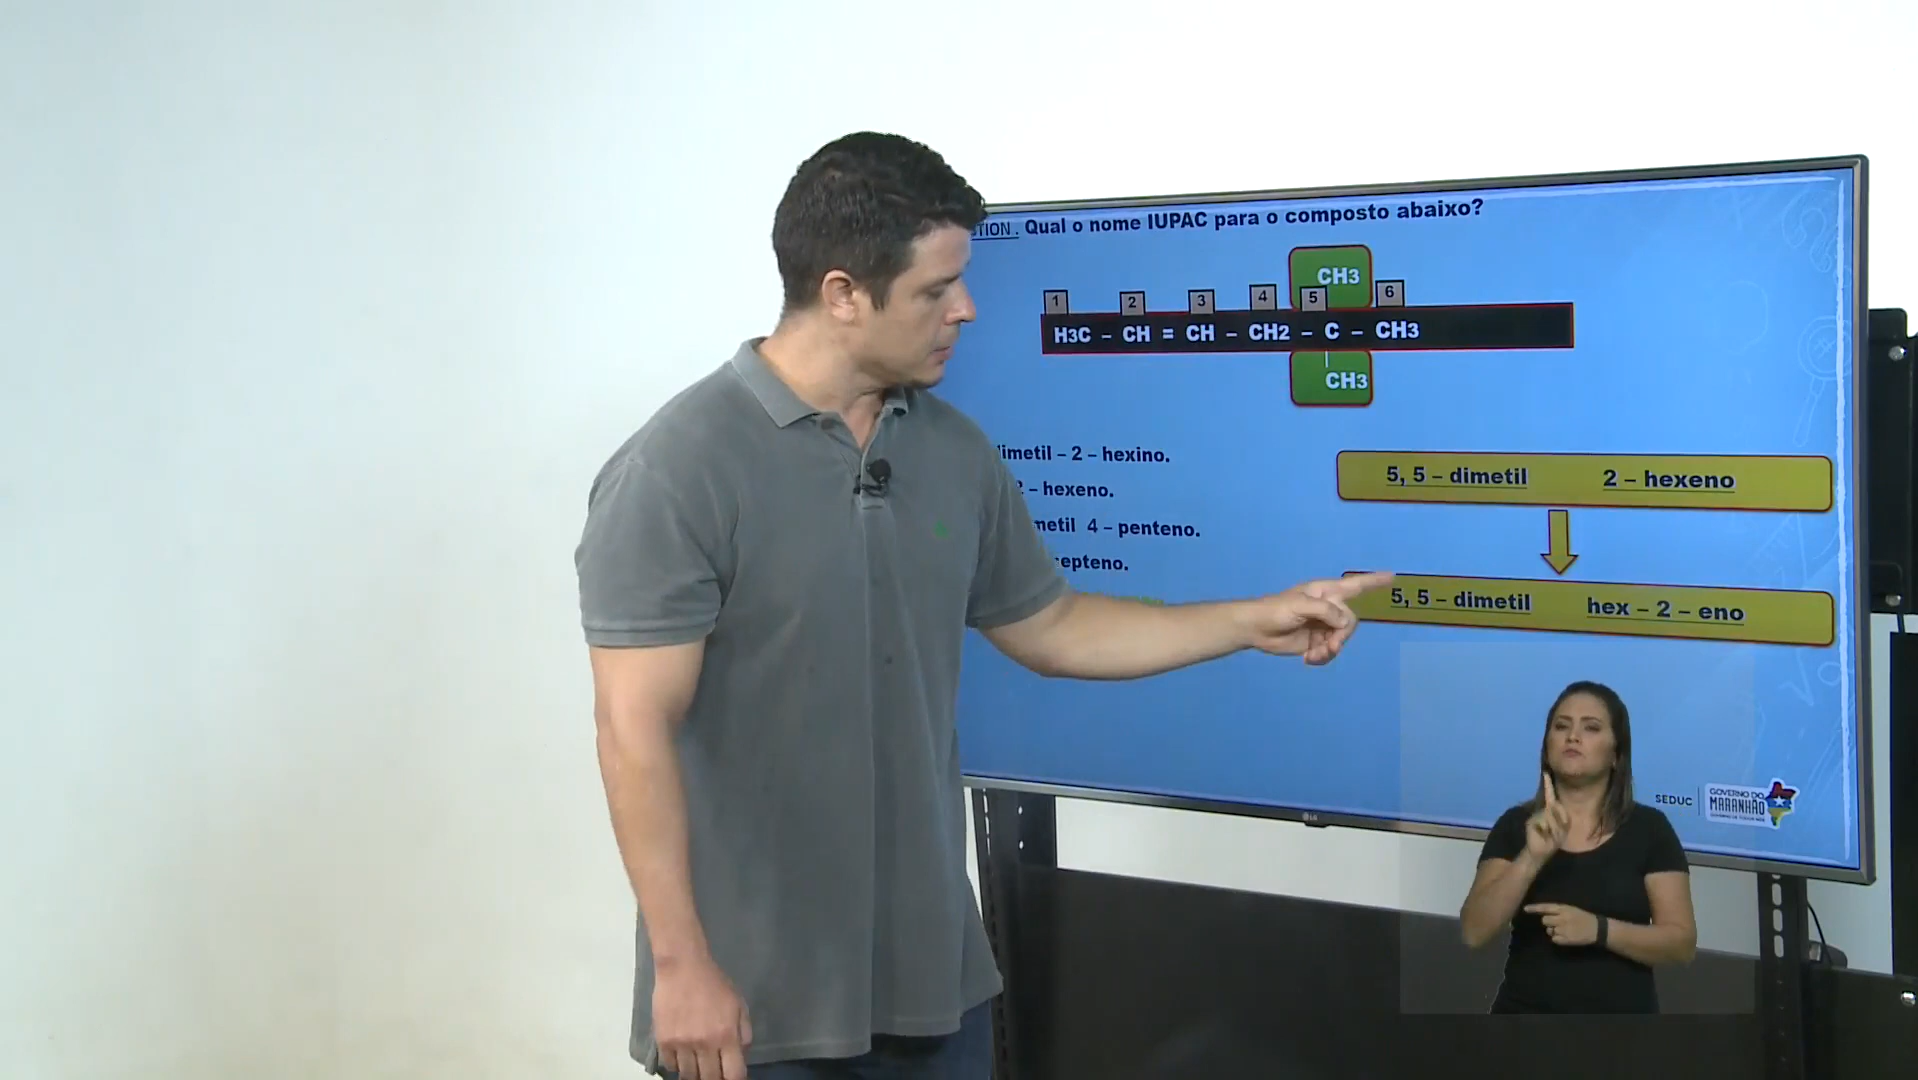 Qual o nome IUPAC para o composto abaixo?
CH3
1 2 3 4 5 6
H3C – CH = CH – CH2 – C – CH3
CH3
– 2 – hexino.
– hexeno.
4 – penteno.
5, 5 – dimetil 2 – hexeno
5, 5 – dimetil hex – 2 – eno
SEDUC
GOVERNO DO
MARANHÃO
LG